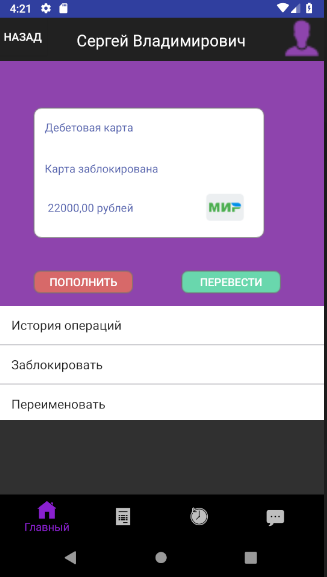 4:21
НАЗАД
Сергей Владимирович
Дебетовая карта
Карта заблокирована
22000,00 рублей
МИР
ПОПОЛНИТЬ
ПЕРЕВЕСТИ
История операций
Заблокировать
Переименовать
Главный